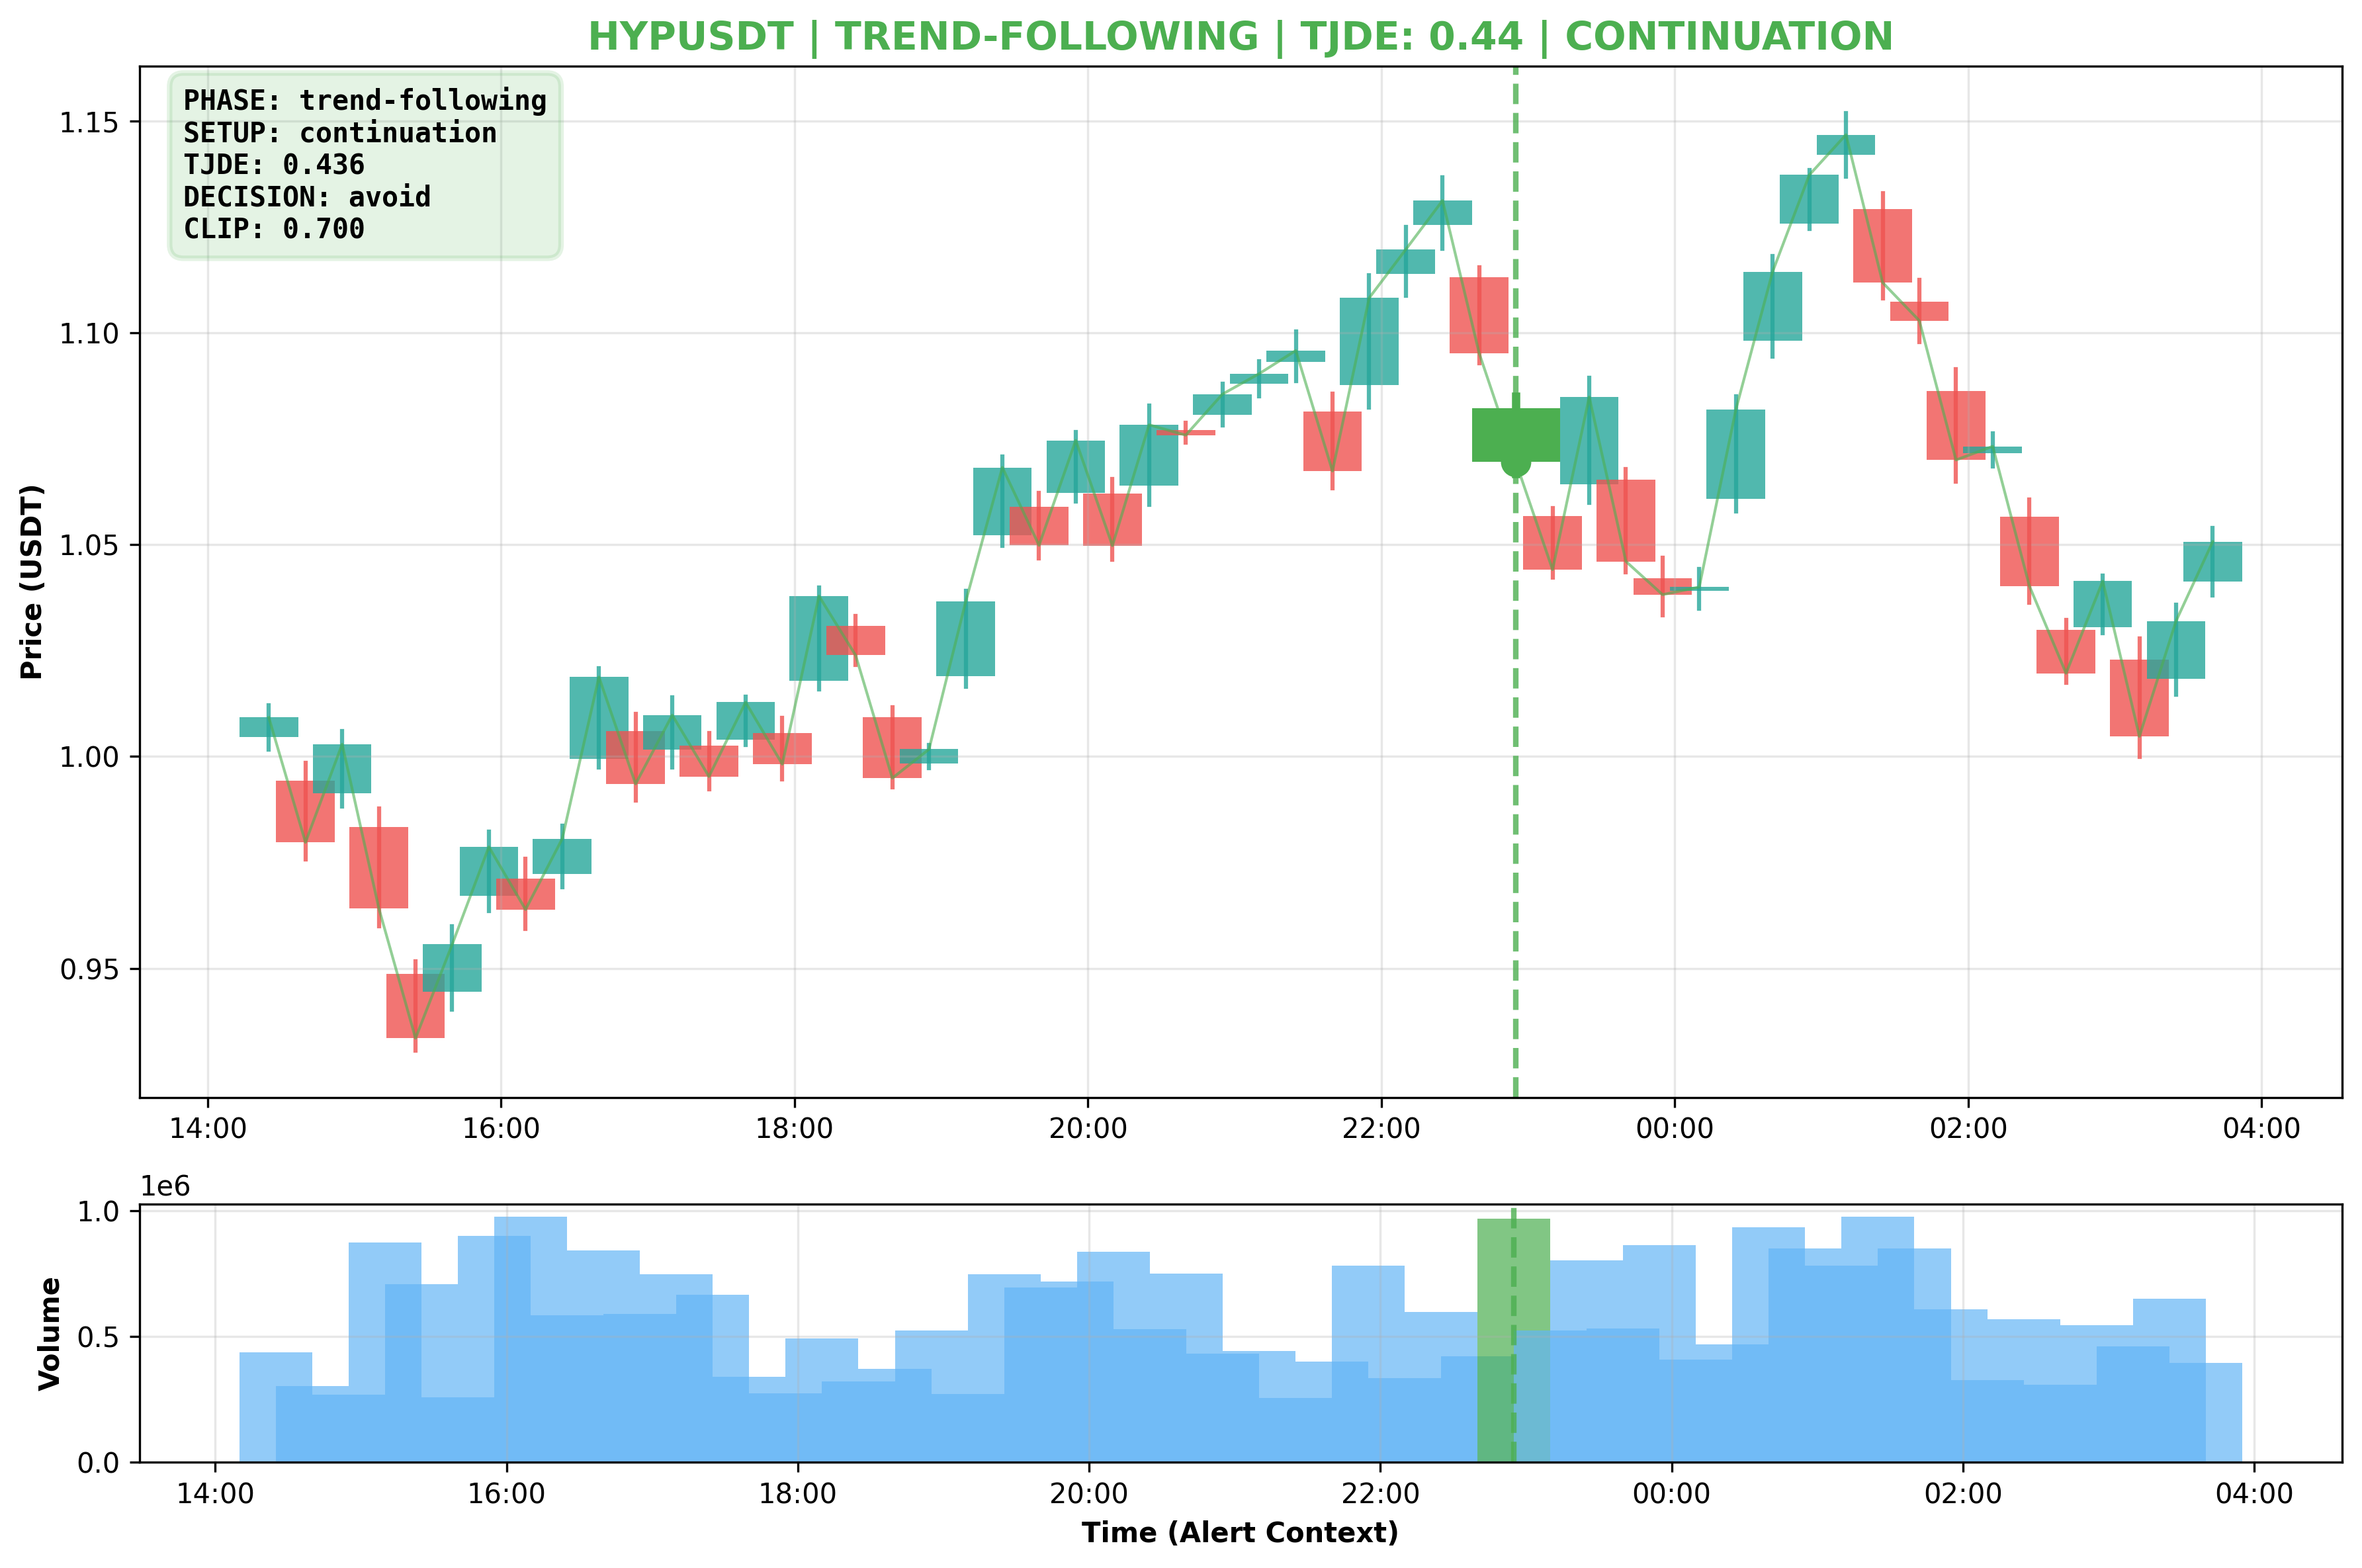 HYPUSDT | TREND-FOLLOWING | TJDE: 0.44 | CONTINUATION
PHASE: trend-following
SETUP: continuation
TJDE: 0.436
DECISION: avoid
CLIP: 0.700
Price (USDT)
1.15
1.10
1.05
1.00
0.95
14:00 16:00 18:00 20:00 22:00 00:00 02:00 04:00
1e6
Volume
1.0
0.5
0.0
14:00 16:00 18:00 20:00 22:00 00:00 02:00 04:00
Time (Alert Context)